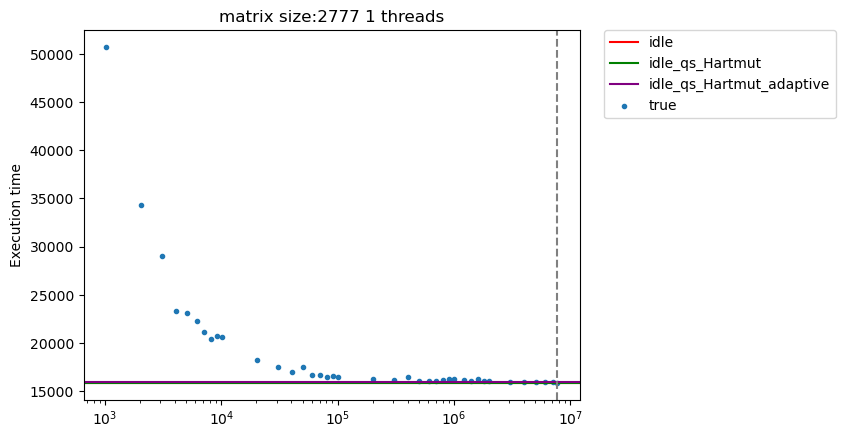 matrix size:2777 1 threads
Execution time
50000
45000
40000
35000
30000
25000
20000
15000
10³
10⁴
10⁵
10⁶
10⁷
idle
idle_qs_Hartmut
idle_qs_Hartmut_adaptive
true